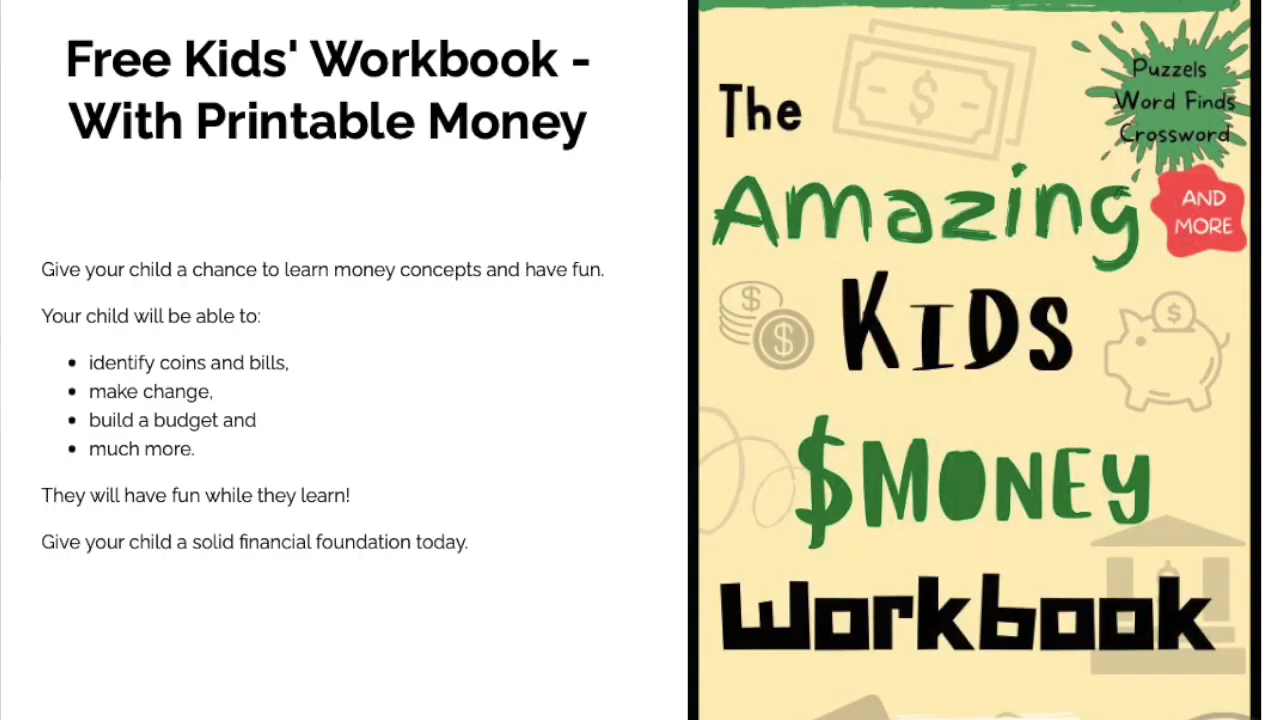 Free Kids' Workbook -
With Printable Money
Give your child a chance to learn money concepts and have fun.
Your child will be able to:
• identify coins and bills,
• make change,
• build a budget and
• much more.
They will have fun while they learn!
Give your child a solid financial foundation today.
Puzzels
Word Finds
Crossword
AND
MORE
The
Amazing
KIDS
$MONEY
Workbook